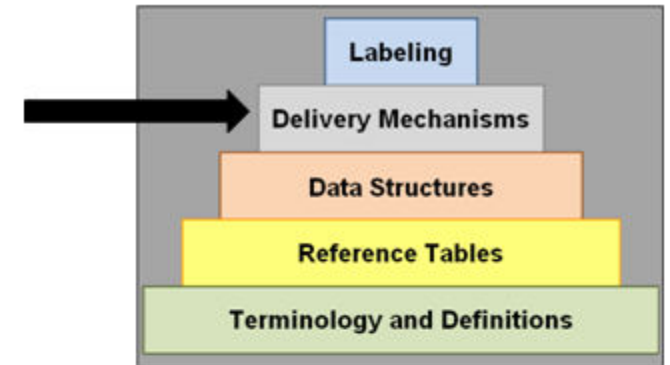 Labeling
Delivery Mechanisms
Data Structures
Reference Tables
Terminology and Definitions